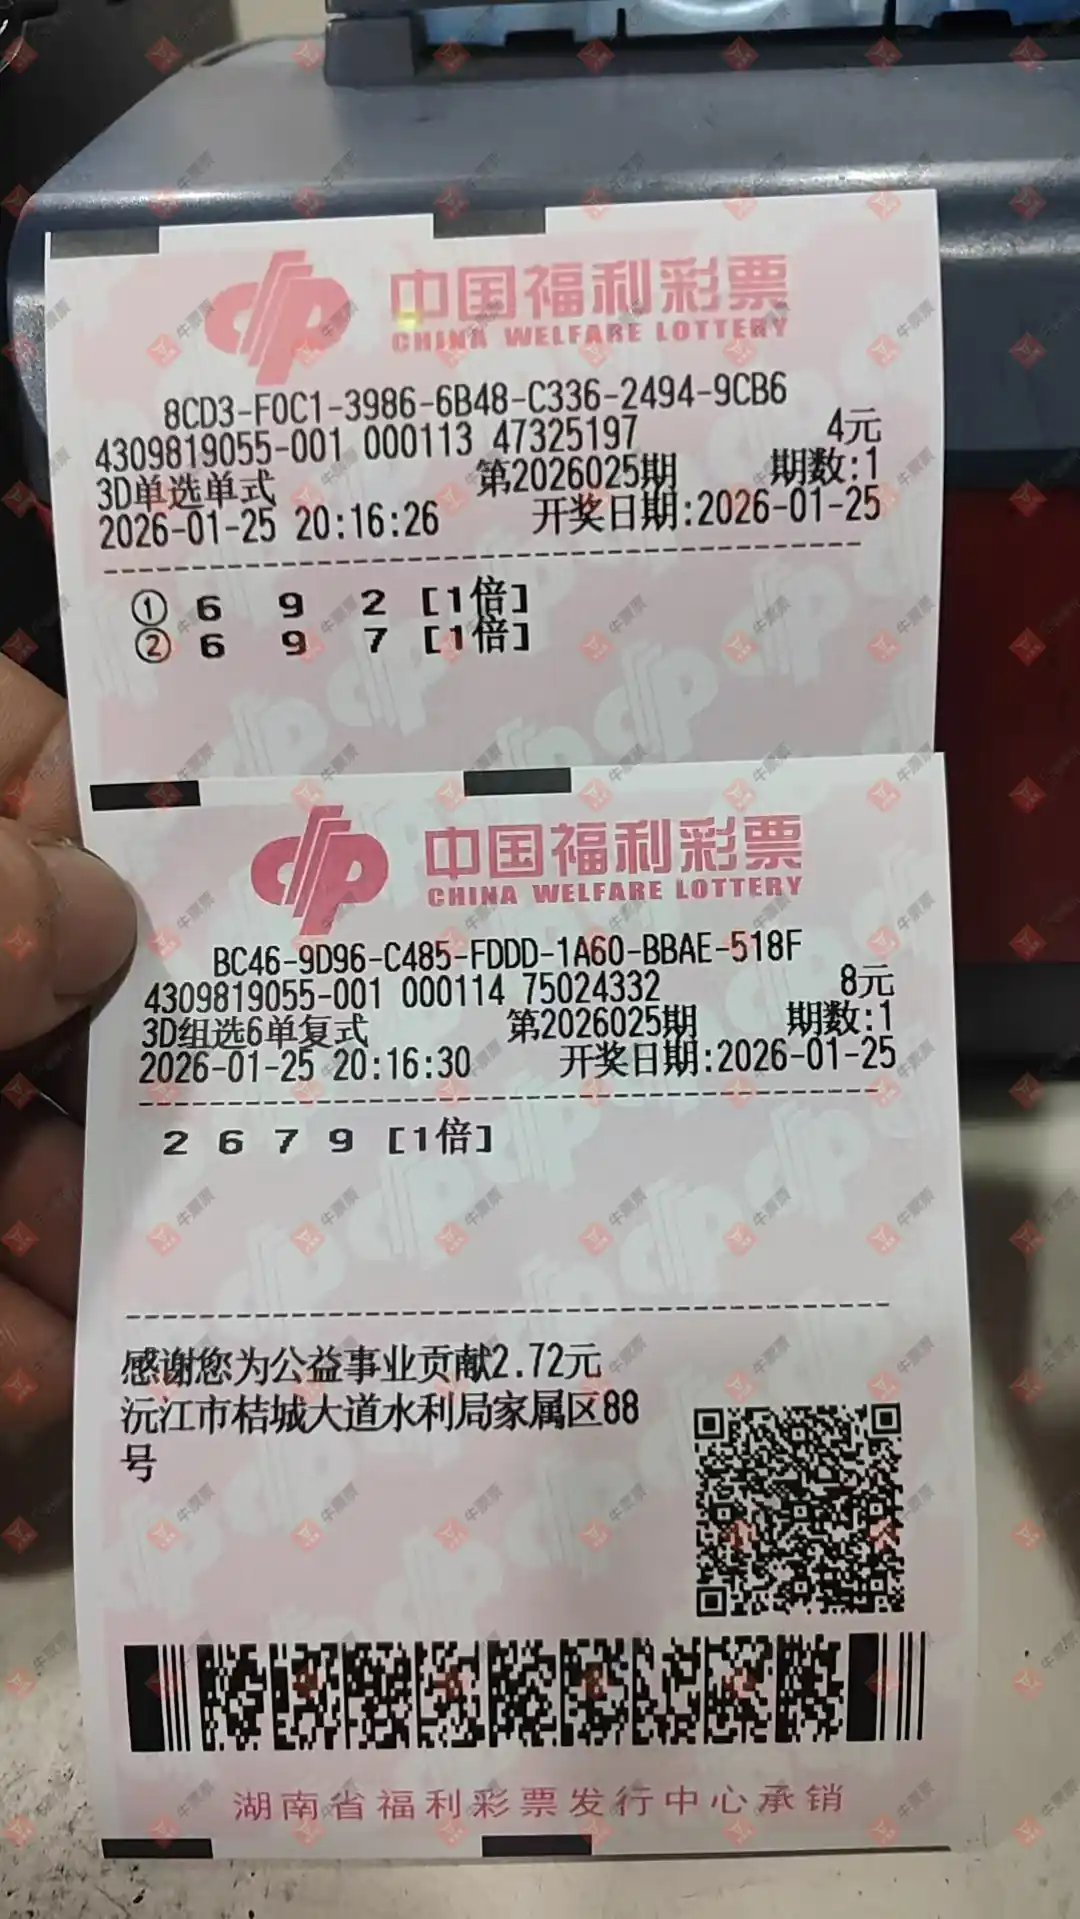 中国福利彩票
CHINA WELFARE LOTTERY
8CD3-F0C1-3986-6B48-C336-2494-9CB6
4309819055-001 000113 47325197 4元
3D单选单式 第2026025期 期数:1
2026-01-25 20:16:26 开奖日期:2026-01-25
① 6 9 2 [1倍]
② 6 9 7 [1倍]
中国福利彩票
CHINA WELFARE LOTTERY
BC46-9D96-C485-FDDD-1A60-BBAE-518F
4309819055-001 000114 75024332 8元
3D组选6单复式 第2026025期 期数:1
2026-01-25 20:16:30 开奖日期:2026-01-25
2 6 7 9 [1倍]
感谢您为公益事业贡献2.72元
沅江市桔城大道水利局家属区88
号
湖南省福利彩票发行中心承销
牛票票